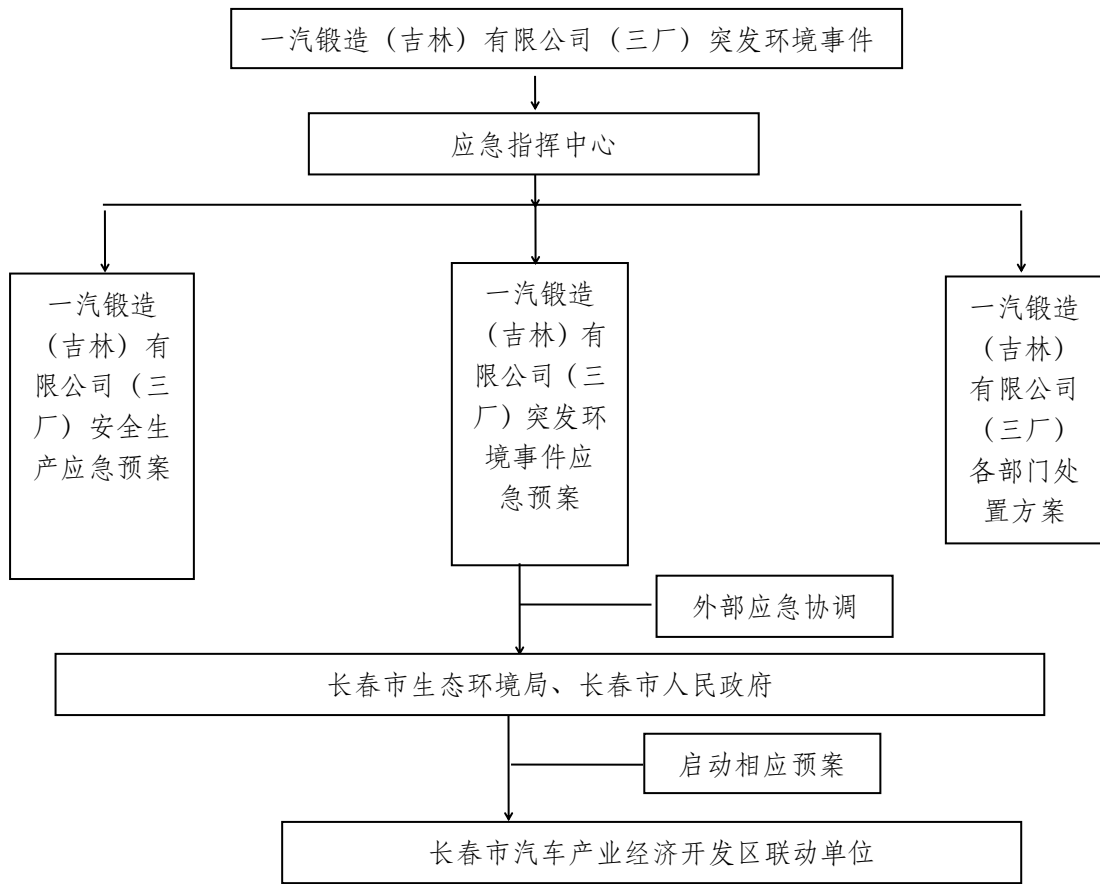 一汽锻造（吉林）有限公司（三厂）突发环境事件
应急指挥中心
一汽锻造
（吉林）有
限公司（三
厂）安全生
产应急预案
一汽锻造
（吉林）有
限公司（三
厂）突发环
境事件应
急预案
一汽锻造
（吉林）
有限公司
（三厂）
各部门处
置方案
外部应急协调
长春市生态环境局、长春市人民政府
启动相应预案
长春市汽车产业经济开发区联动单位